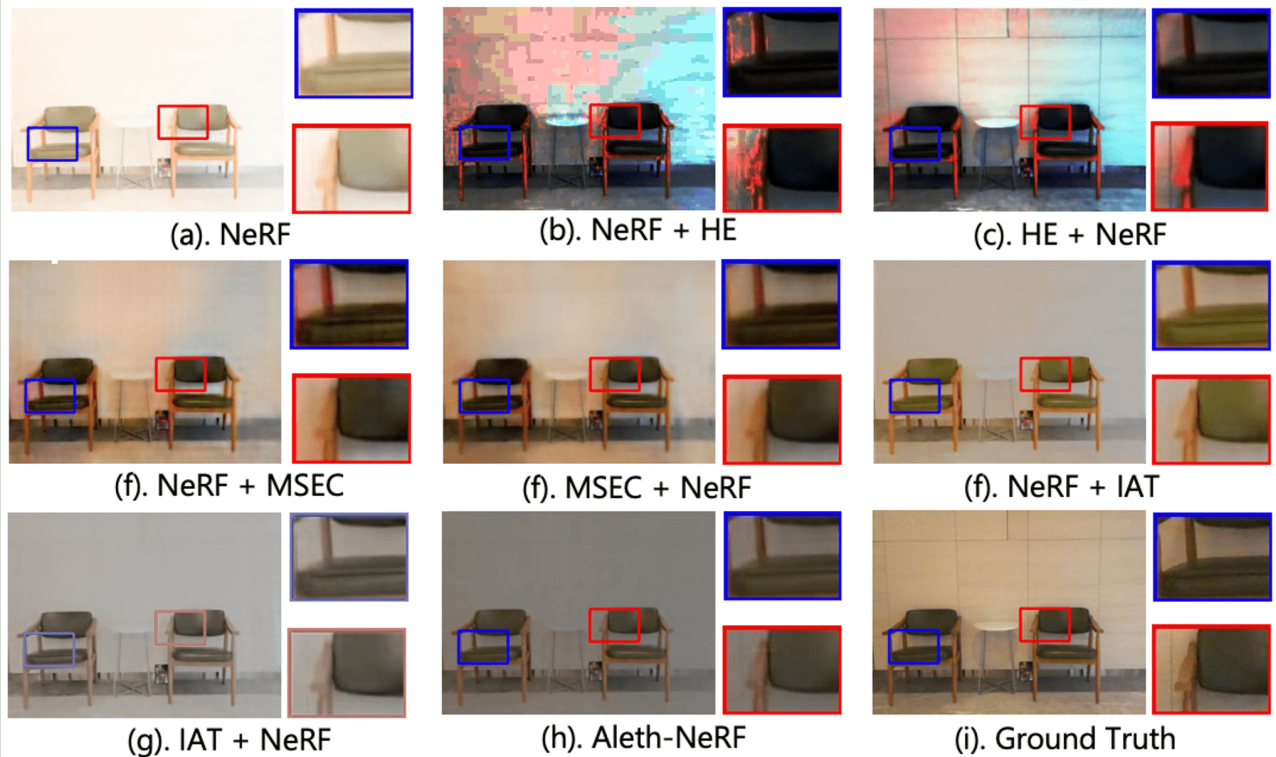 (a). NeRF
(b). NeRF + HE
(c). HE + NeRF
(f). NeRF + MSEC
(f). MSEC + NeRF
(f). NeRF + IAT
(g). IAT + NeRF
(h). Aleth-NeRF
(i). Ground Truth